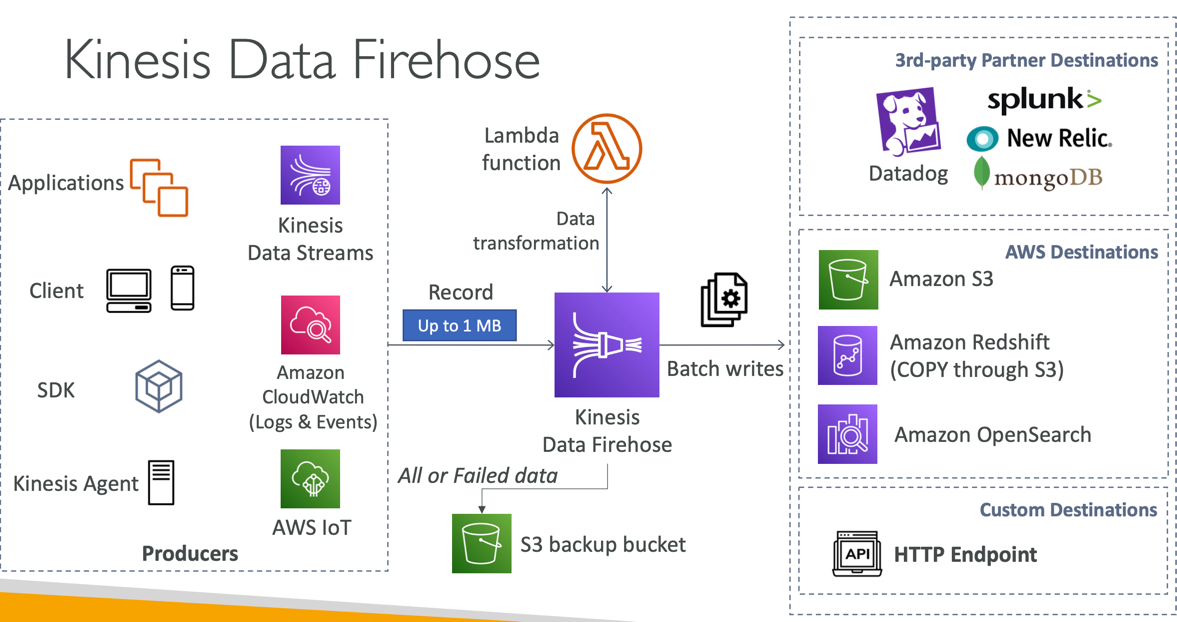 Kinesis Data Firehose
Applications
Client
SDK
Kinesis Agent
Kinesis
Data Streams
Amazon
CloudWatch
(Logs & Events)
AWS IoT
Producers
Record
Up to 1 MB
Lambda
function
Data
transformation
Kinesis
Data Firehose
All or Failed data
S3 backup bucket
Batch writes
3rd-party Partner Destinations
Datadog
splunk>
New Relic.
mongoDB
AWS Destinations
Amazon S3
Amazon Redshift
(COPY through S3)
Amazon OpenSearch
Custom Destinations
API
HTTP Endpoint